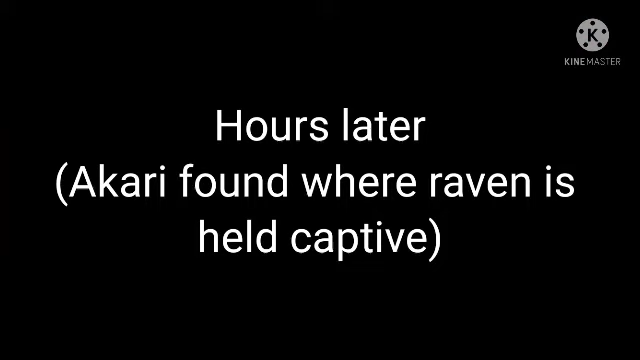 K
KINEMASTER
Hours later
(Akari found where raven is
held captive)